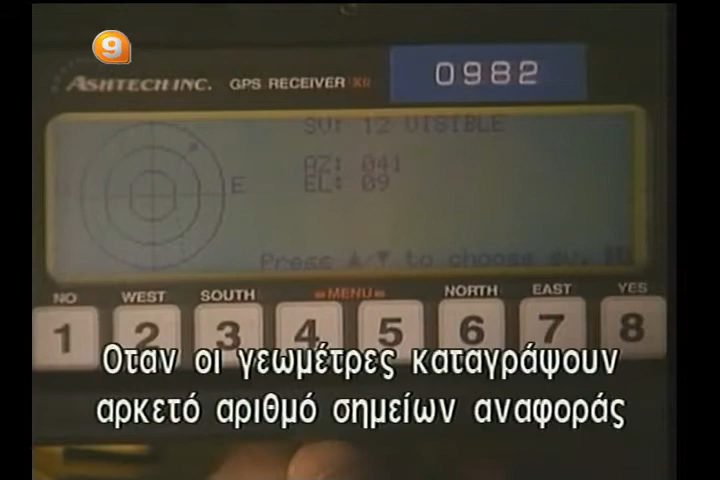 9
ASHTECH INC. GPS RECEIVER XII
0982
SV: 12 VISIBLE
AZ: 041
E
EL: 09
Press ▲/▼ to choose sv.
NO WEST SOUTH MENU NORTH EAST YES
1 2 3 4 5 6 7 8
Οταν οι γεωμέτρες καταγράψουν
αρκετό αριθμό σημείων αναφοράς